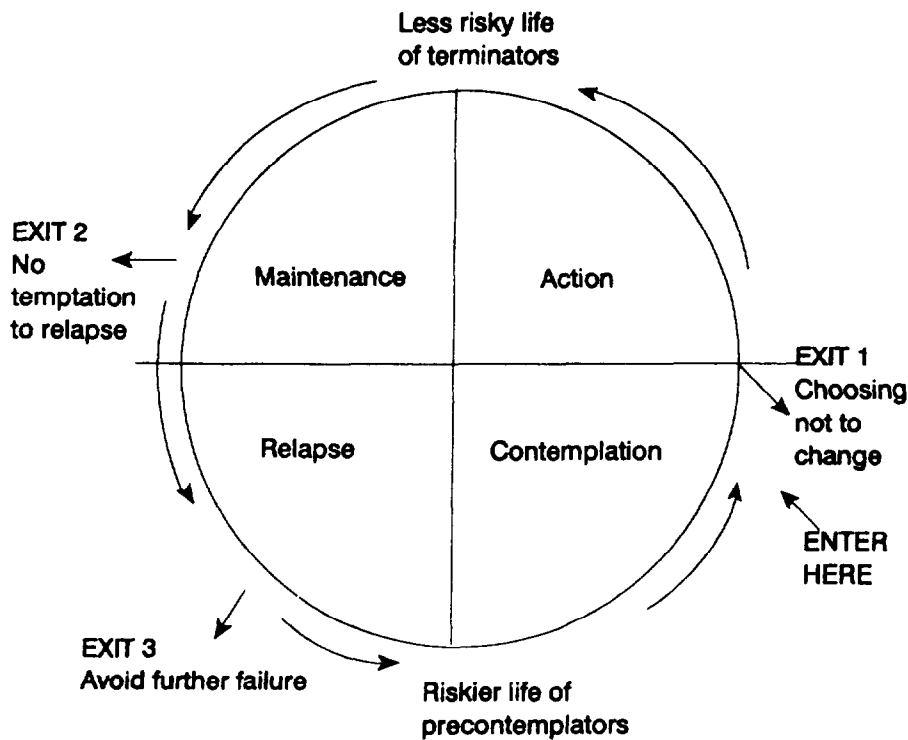 Less risky life
of terminators
EXIT 2
No
temptation
to relapse
Maintenance
Action
EXIT 1
Choosing
not to
change
Relapse
Contemplation
ENTER
HERE
EXIT 3
Avoid further failure
Riskier life of
precontemplators